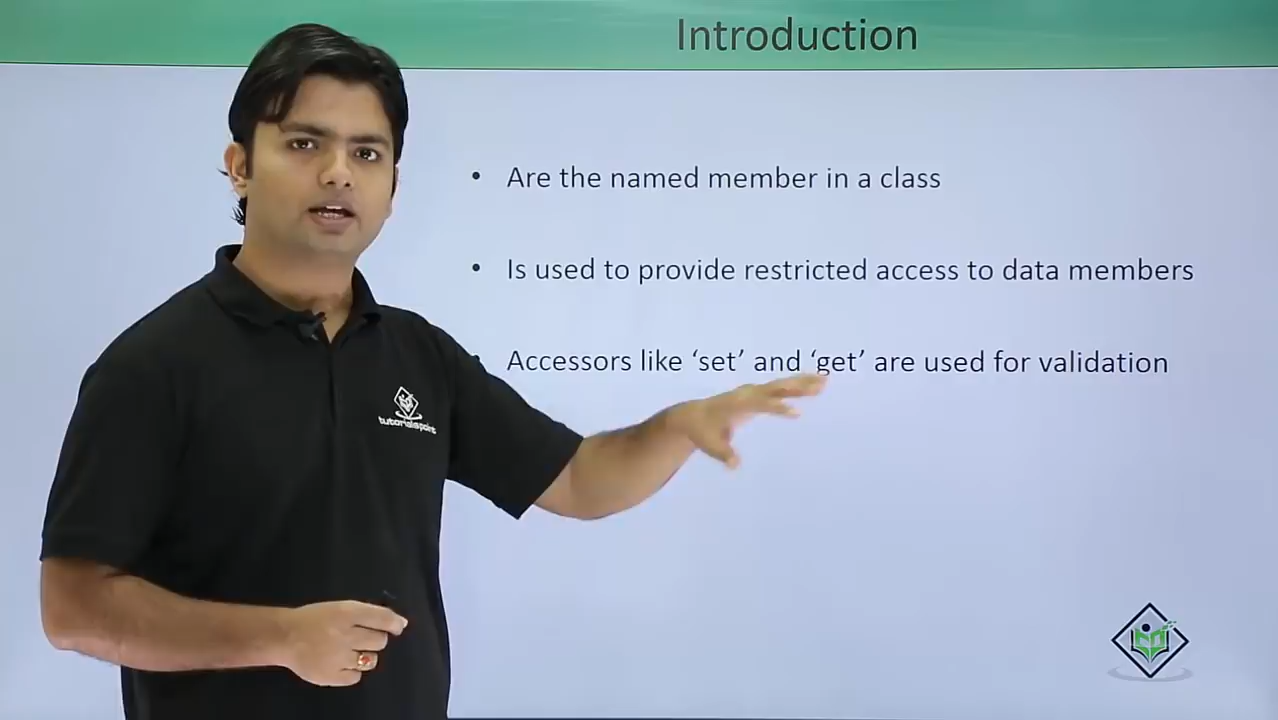 Introduction
• Are the named member in a class
• Is used to provide restricted access to data members
Accessors like ‘set’ and ‘get’ are used for validation
tutorialspoint